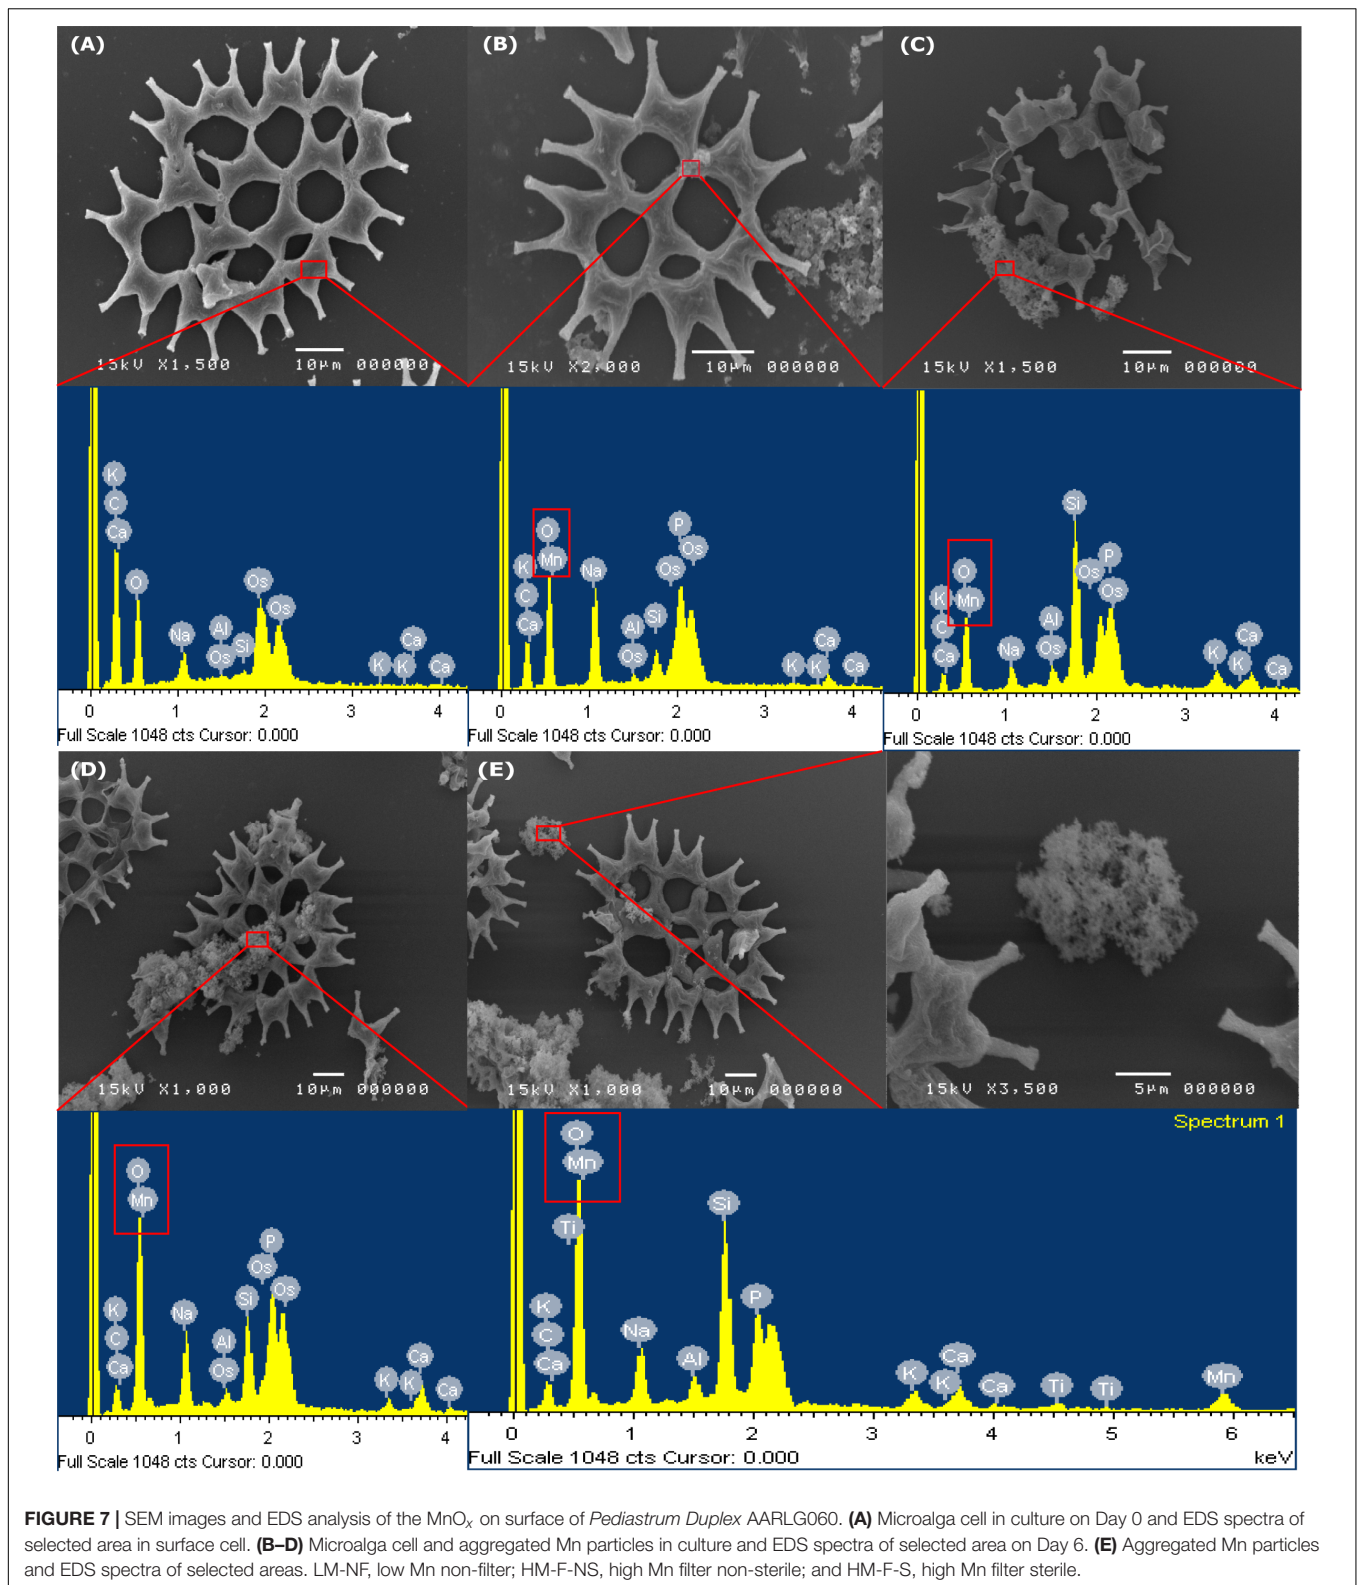 (A)
(B)
(C)
15kV X1,500 10µm 000000
15kV X2,000 10µm 000000
15kV X1,500 10µm 000000
K
C
Ca
O
Na
Al
Os
Si
Os
Os
K
K
Ca
Ca
0 1 2 3 4
Full Scale 1048 cts Cursor: 0.000
K
C
Ca
O
Mn
Na
Al
Os
Si
Os
P
Os
K
K
Ca
Ca
0 1 2 3 4
Full Scale 1048 cts Cursor: 0.000
K
C
Ca
O
Mn
Na
Al
Os
Si
Os
P
Os
K
K
Ca
Ca
0 1 2 3 4
Full Scale 1048 cts Cursor: 0.000
(D)
(E)
15kV X1,000 10µm 000000
15kV X1,000 10µm 000000
15kV X3,500 5µm 000000
K
C
Ca
O
Mn
Na
Al
Os
Si
P
Os
Os
K
K
Ca
Ca
0 1 2 3 4
Full Scale 1048 cts Cursor: 0.000
Spectrum 1
O
Mn
Ti
K
C
Ca
Na
Al
Si
P
K
K
Ca
Ca
Ti
Ti
Mn
0 1 2 3 4 5 6
Full Scale 1048 cts Cursor: 0.000 keV
FIGURE 7 | SEM images and EDS analysis of the MnOx on surface of Pediastrum Duplex AARLG060. (A) Microalga cell in culture on Day 0 and EDS spectra of
selected area in surface cell. (B–D) Microalga cell and aggregated Mn particles in culture and EDS spectra of selected area on Day 6. (E) Aggregated Mn particles
and EDS spectra of selected areas. LM-NF, low Mn non-filter; HM-F-NS, high Mn filter non-sterile; and HM-F-S, high Mn filter sterile.